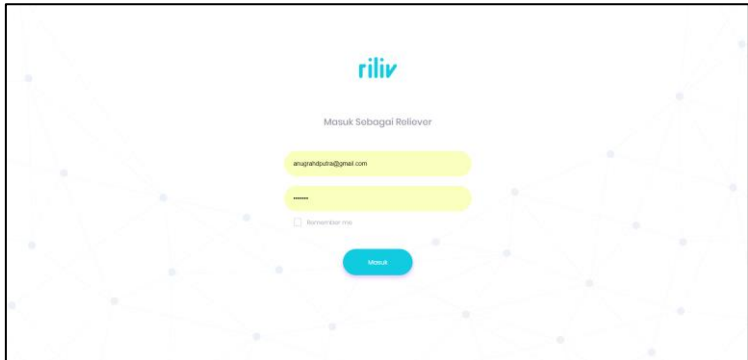 riliv
Masuk Sebagai Reliever
anugrahdputra@gmail.com
•••••••
Remember me
Masuk